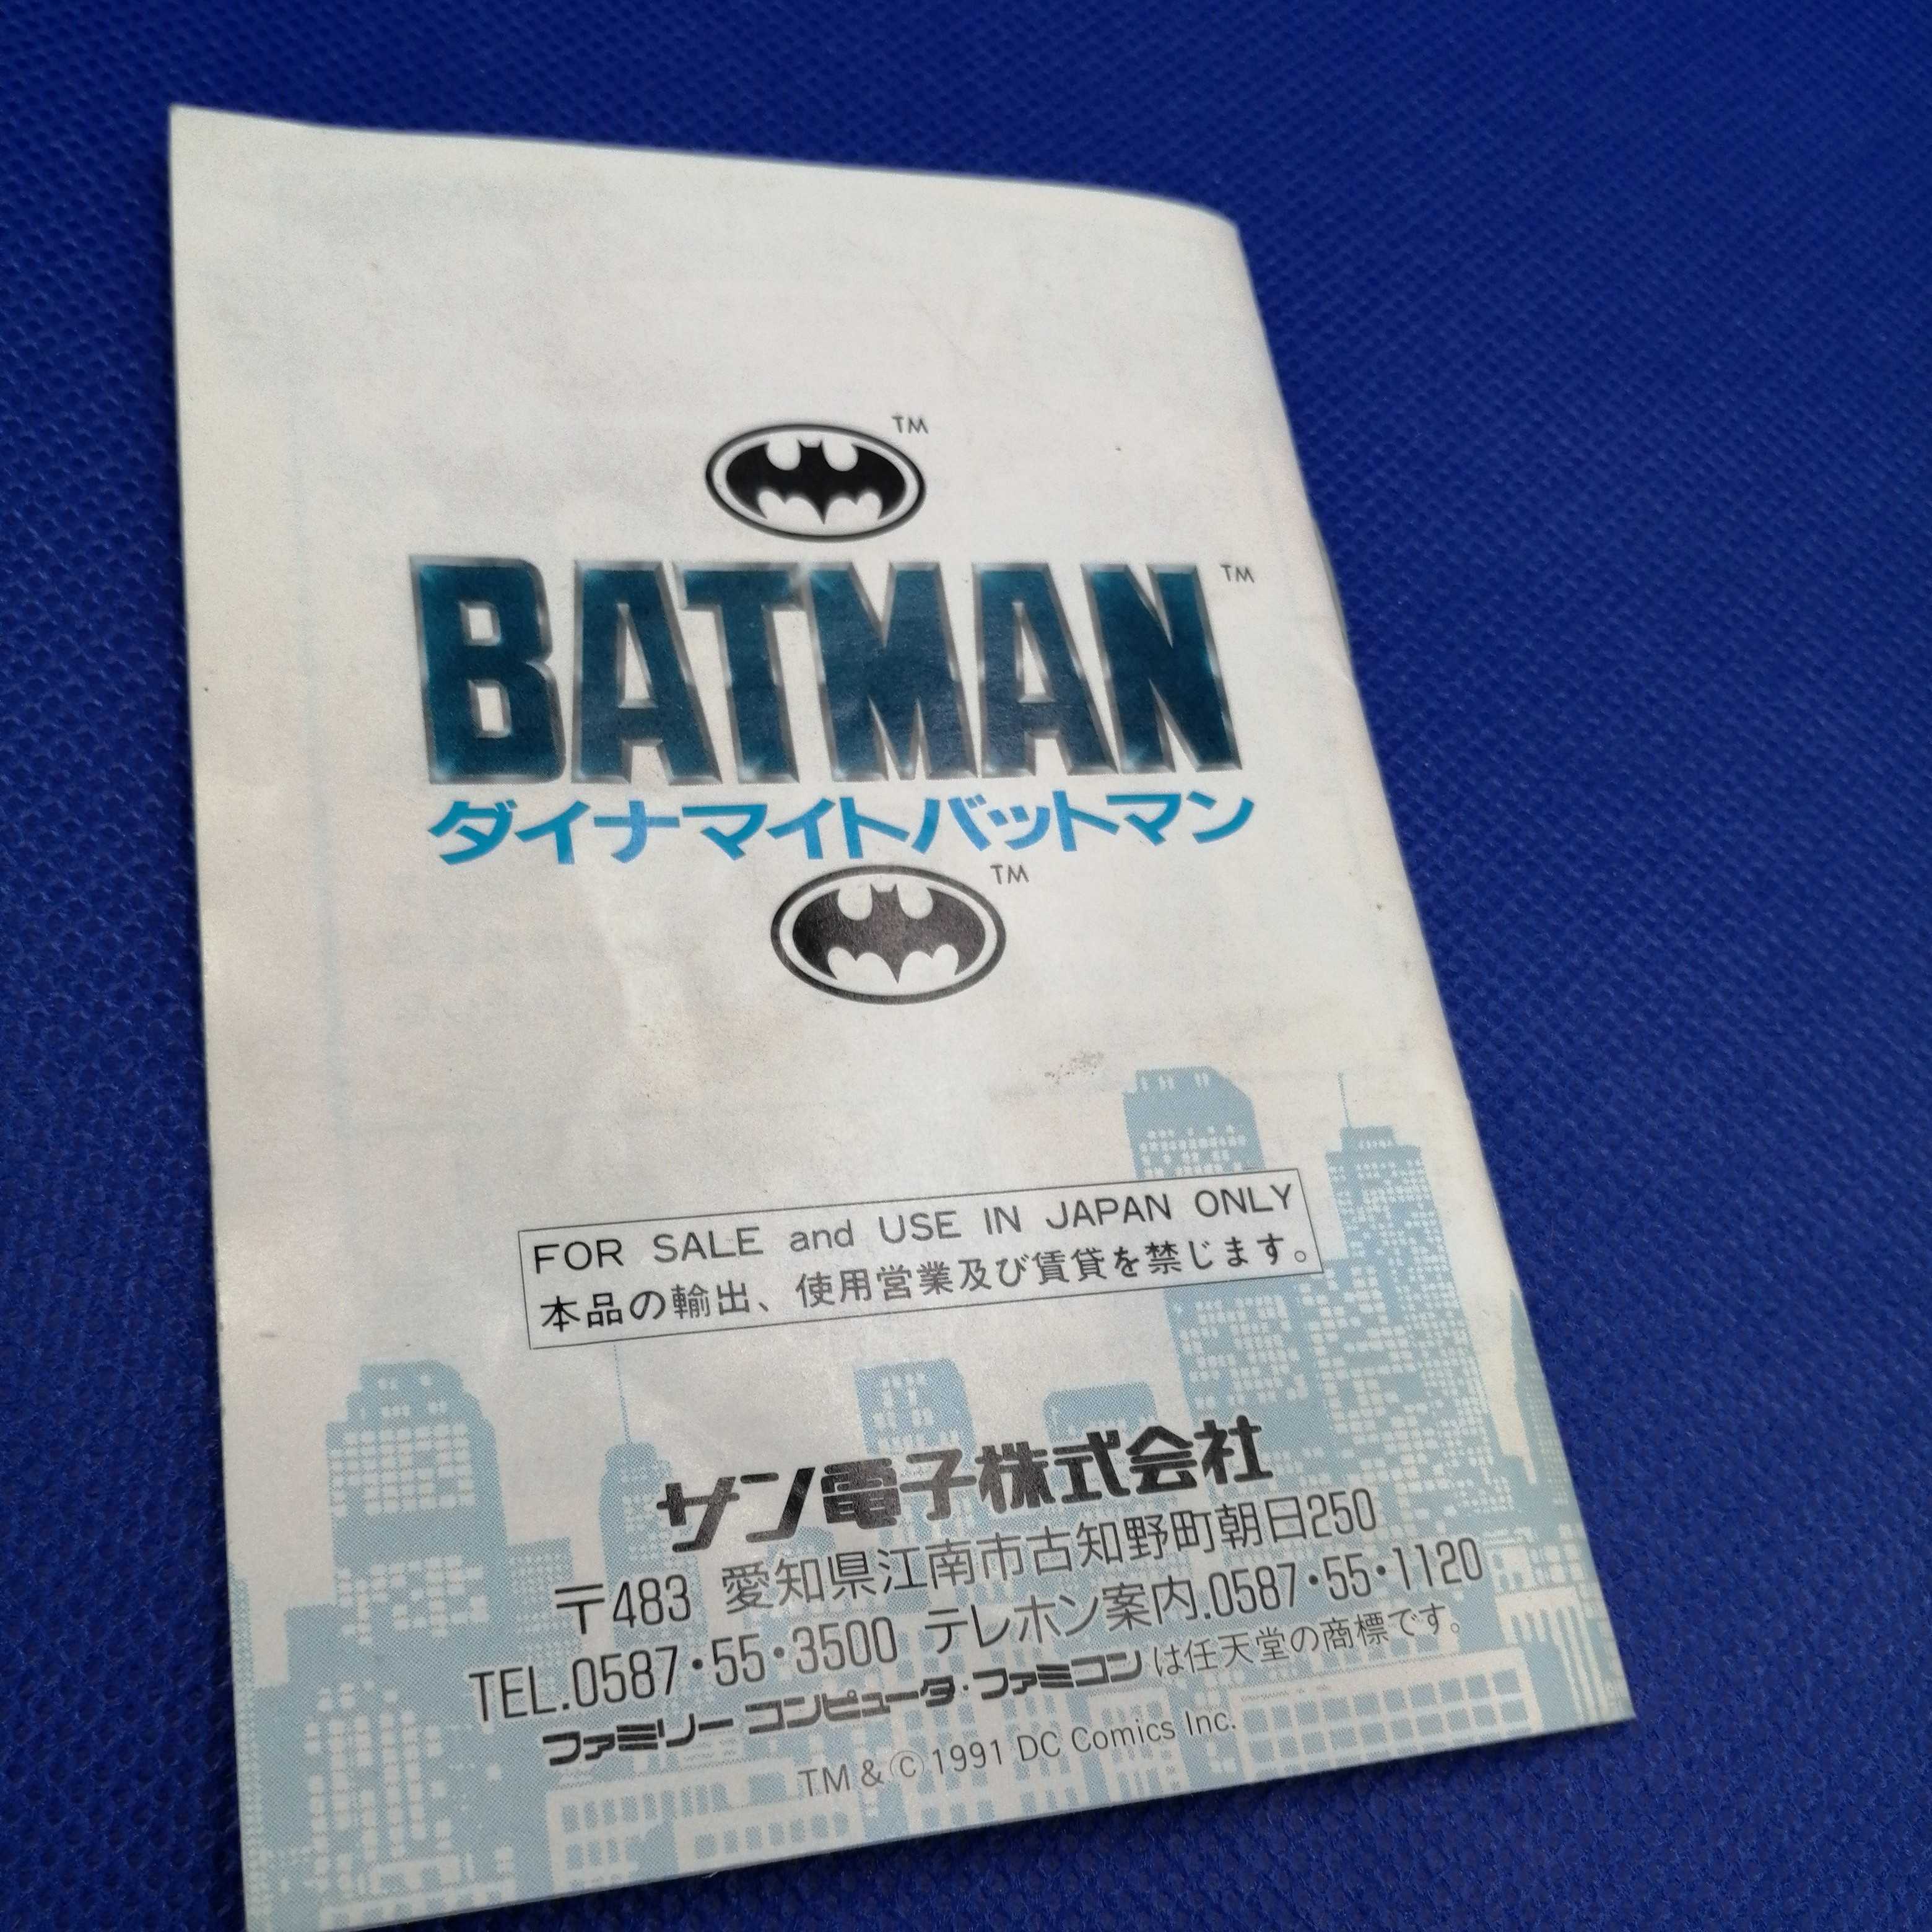 TM
BATMAN TM
ダイナマイトバットマン
TM
FOR SALE and USE IN JAPAN ONLY
本品の輸出、使用営業及び賃貸を禁じます。
サン電子株式会社
〒483 愛知県江南市古知野町朝日250
TEL.0587・55・3500 テレホン案内.0587・55・1120
ファミリーコンピュータ・ファミコンは任天堂の商標です。
TM & © 1991 DC Comics Inc.